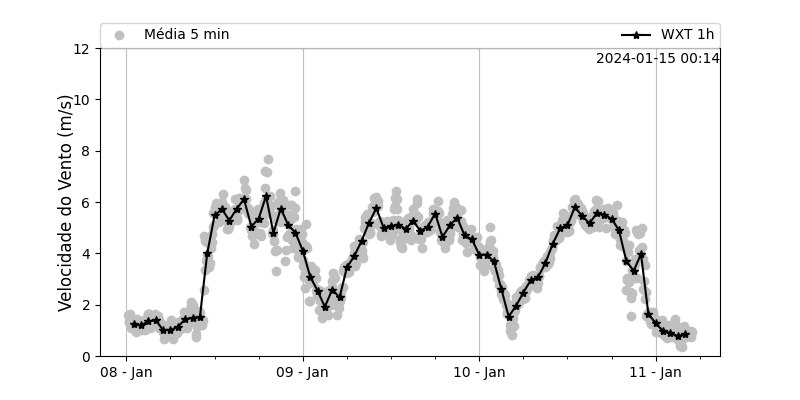 Média 5 min
WXT 1h
2024-01-15 00:14
Velocidade do Vento (m/s)
12
10
8
6
4
2
0
08 - Jan
09 - Jan
10 - Jan
11 - Jan